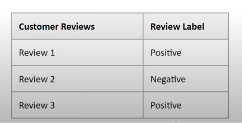 Customer Reviews Review Label
Review 1 Positive
Review 2 Negative
Review 3 Positive